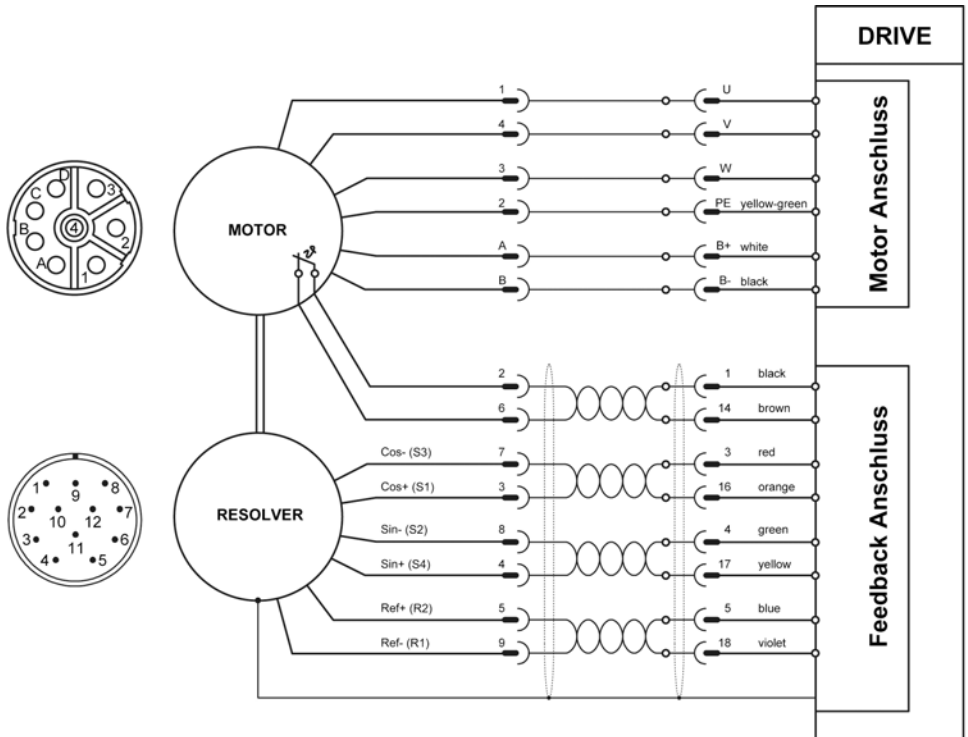 DRIVE
1
U
4
V
3
W
2
PE yellow-green
A
B+ white
B
B- black
Motor Anschluss
D
C
3
4
B
2
A
1
MOTOR
2
1 black
6
14 brown
Cos- (S3) 7
3 red
Cos+ (S1) 3
16 orange
Sin- (S2) 8
4 green
Sin+ (S4) 4
17 yellow
Ref+ (R2) 5
5 blue
Ref- (R1) 9
18 violet
Feedback Anschluss
RESOLVER
1
9
8
2
10
12
7
3
11
6
4
5